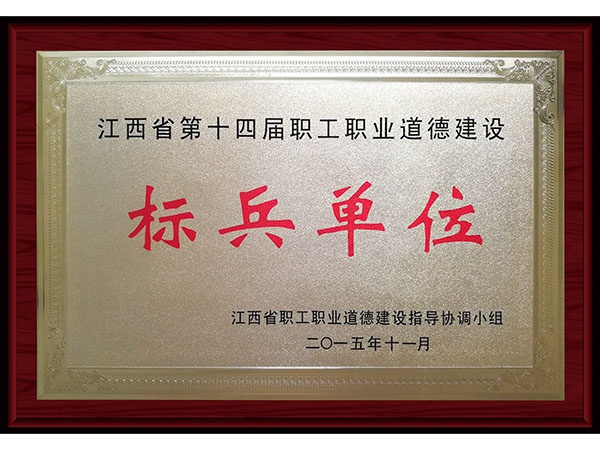 江西省第十四届职工职业道德建设
标兵单位
江西省职工职业道德建设指导协调小组
二〇一五年十一月